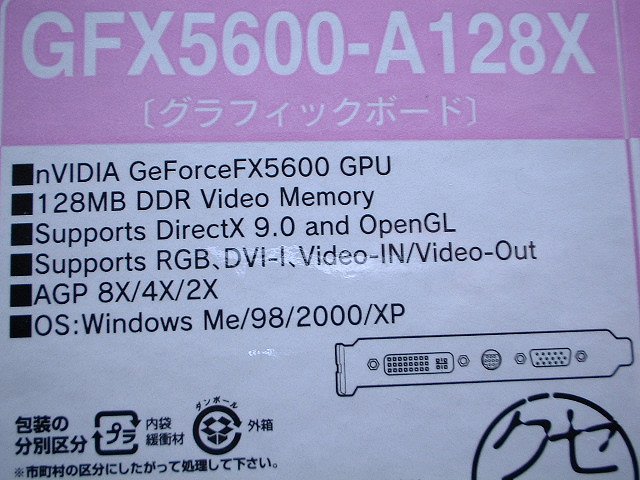 GFX5600-A128X
〔グラフィックボード〕
■nVIDIA GeForceFX5600 GPU
■128MB DDR Video Memory
■Supports DirectX 9.0 and OpenGL
■Supports RGB、DVI-I、Video-IN/Video-Out
■AGP 8X/4X/2X
■OS:Windows Me/98/2000/XP
包装の
分別区分
プラ
内袋
緩衝材
ダンボール
外箱
※市町村の区分にしたがって処理して下さい。
クセ